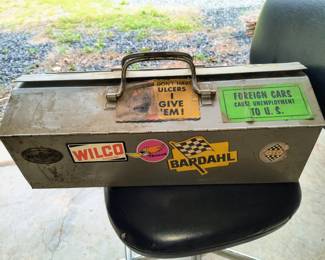 DON'T HAVE
ULCERS
I
GIVE
'EM!
FOREIGN CARS
CAUSE UNEMPLOYMENT
TO U.S.
WILCO
BARDAHL